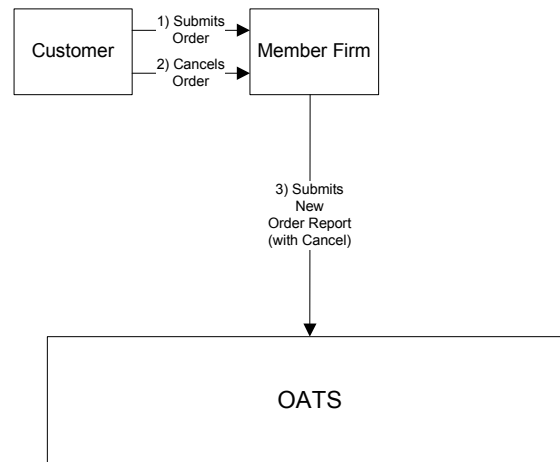 Customer
1) Submits
Order
2) Cancels
Order
Member Firm
3) Submits
New
Order Report
(with Cancel)
OATS